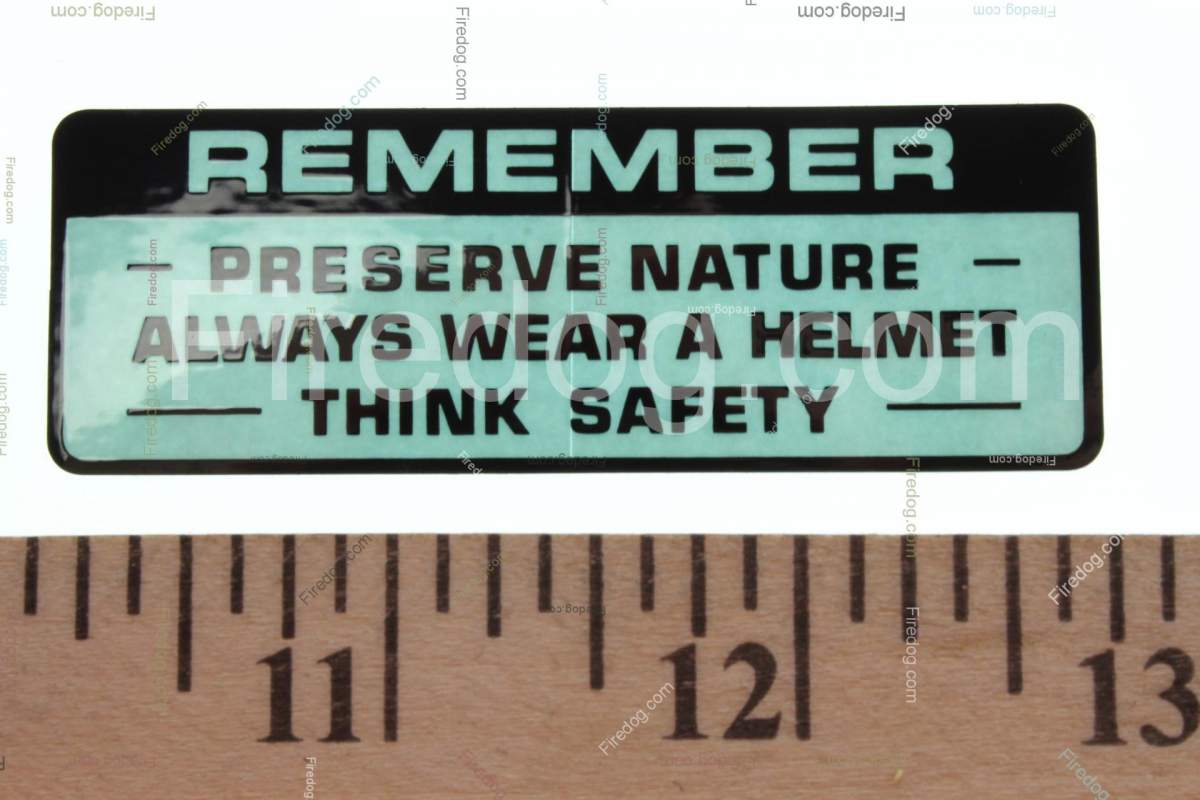 REMEMBER
- PRESERVE NATURE -
ALWAYS WEAR A HELMET
— THINK SAFETY —
Firedog.com
11 12 13